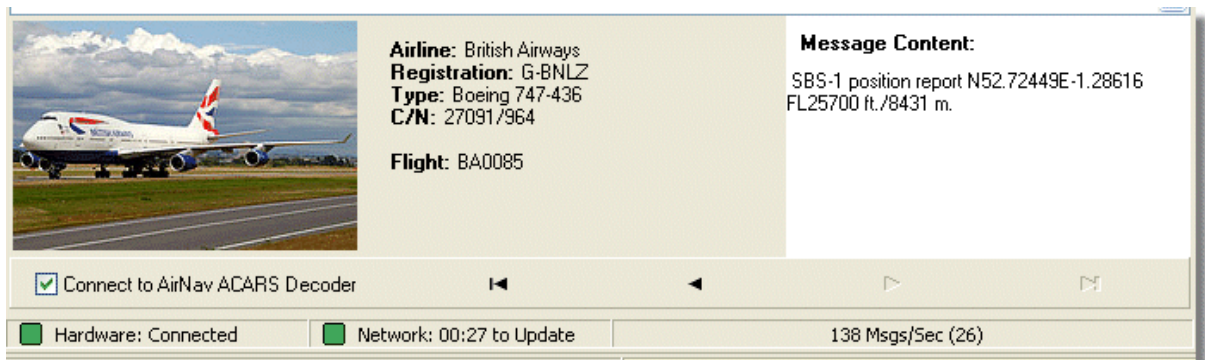 Airline: British Airways
Registration: G-BNLZ
Type: Boeing 747-436
C/N: 27091/964
Flight: BA0085
Message Content:
SBS-1 position report N52.72449E-1.28616
FL25700 ft./8431 m.
BRITISH AIRWAYS
Connect to AirNav ACARS Decoder
Hardware: Connected
Network: 00:27 to Update
138 Msgs/Sec (26)